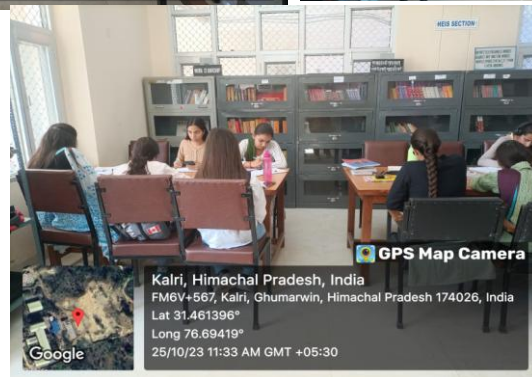 HEIS SECTION
GPS Map Camera
Kalri, Himachal Pradesh, India
FM6V+567, Kalri, Ghumarwin, Himachal Pradesh 174026, India
Lat 31.461396°
Long 76.69419°
25/10/23 11:33 AM GMT +05:30
Google